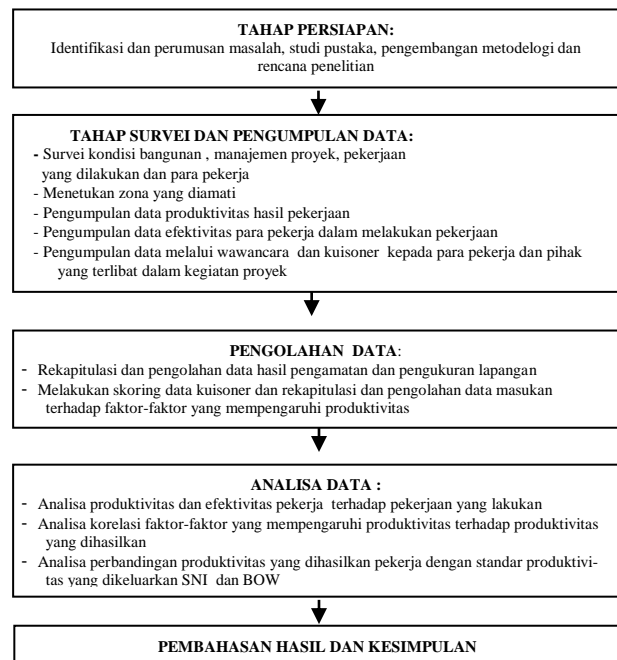 TAHAP PERSIAPAN:
Identifikasi dan perumusan masalah, studi pustaka, pengembangan metodelogi dan
rencana penelitian
TAHAP SURVEI DAN PENGUMPULAN DATA:
- Survei kondisi bangunan , manajemen proyek, pekerjaan
yang dilakukan dan para pekerja
- Menetukan zona yang diamati
- Pengumpulan data produktivitas hasil pekerjaan
- Pengumpulan data efektivitas para pekerja dalam melakukan pekerjaan
- Pengumpulan data melalui wawancara dan kuisoner kepada para pekerja dan pihak
yang terlibat dalam kegiatan proyek
PENGOLAHAN DATA:
- Rekapitulasi dan pengolahan data hasil pengamatan dan pengukuran lapangan
- Melakukan skoring data kuisoner dan rekapitulasi dan pengolahan data masukan
terhadap faktor-faktor yang mempengaruhi produktivitas
ANALISA DATA :
- Analisa produktivitas dan efektivitas pekerja terhadap pekerjaan yang lakukan
- Analisa korelasi faktor-faktor yang mempengaruhi produktivitas terhadap produktivitas
yang dihasilkan
- Analisa perbandingan produktivitas yang dihasilkan pekerja dengan standar produktivi-
tas yang dikeluarkan SNI dan BOW
PEMBAHASAN HASIL DAN KESIMPULAN